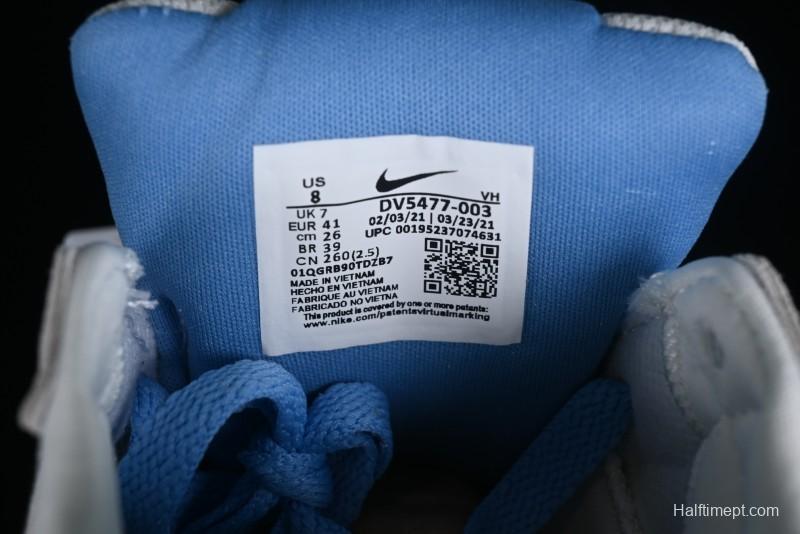 US
8
UK 7
EUR 41
cm 26
BR 39
CN 260(2.5)
VH
DV5477-003
02/03/21 | 03/23/21
UPC 00195237074631
01QGRB90TDZB7
MADE IN VIETNAM
HECHO EN VIETNAM
FABRIQUE AU VIETNAM
FABRICADO NO VIETNA
This product is covered by one or more patents:
www.nike.com/patentsvirtualmarking
Halftimept.com